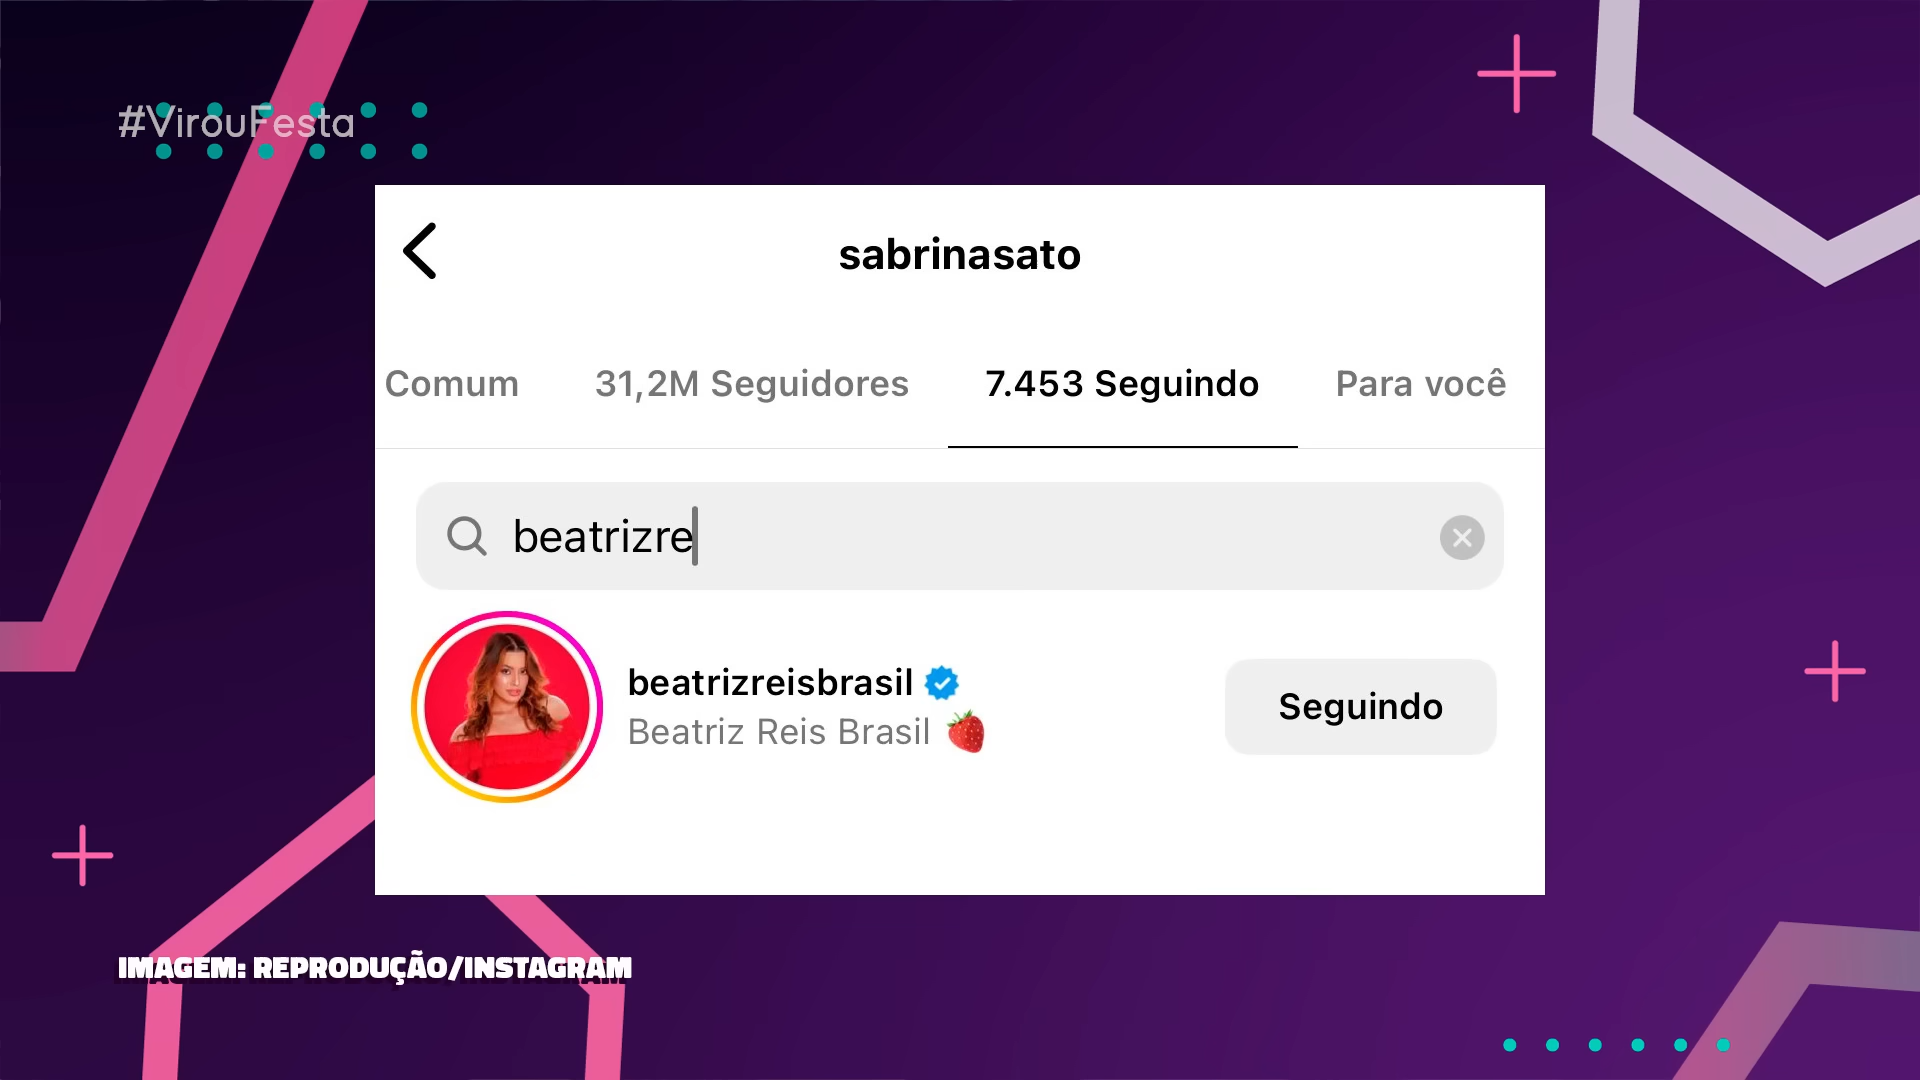 #VirouFesta
sabrinasato
Comum 31,2M Seguidores 7.453 Seguindo Para você
beatrizre
beatrizreisbrasil
Beatriz Reis Brasil 🍓
Seguindo
IMAGEM: REPRODUÇÃO/INSTAGRAM